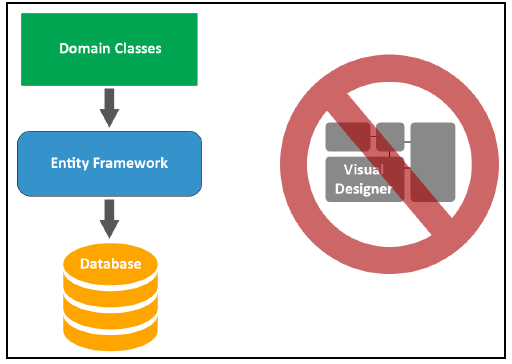 Domain Classes
Entity Framework
Database
Visual
Designer